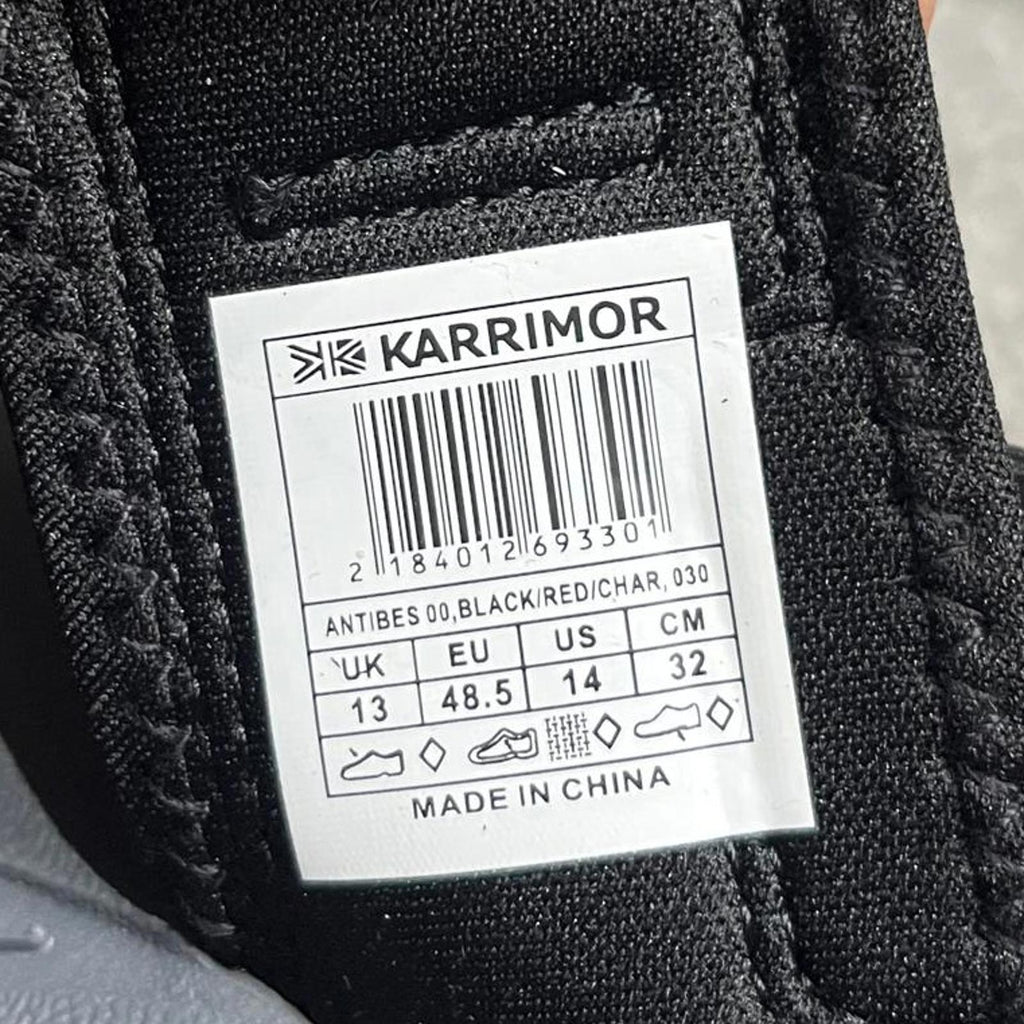 KARRIMOR
2 184012 693301
ANTIBES 00,BLACK/RED/CHAR, 030
UK EU US CM
13 48.5 14 32
MADE IN CHINA